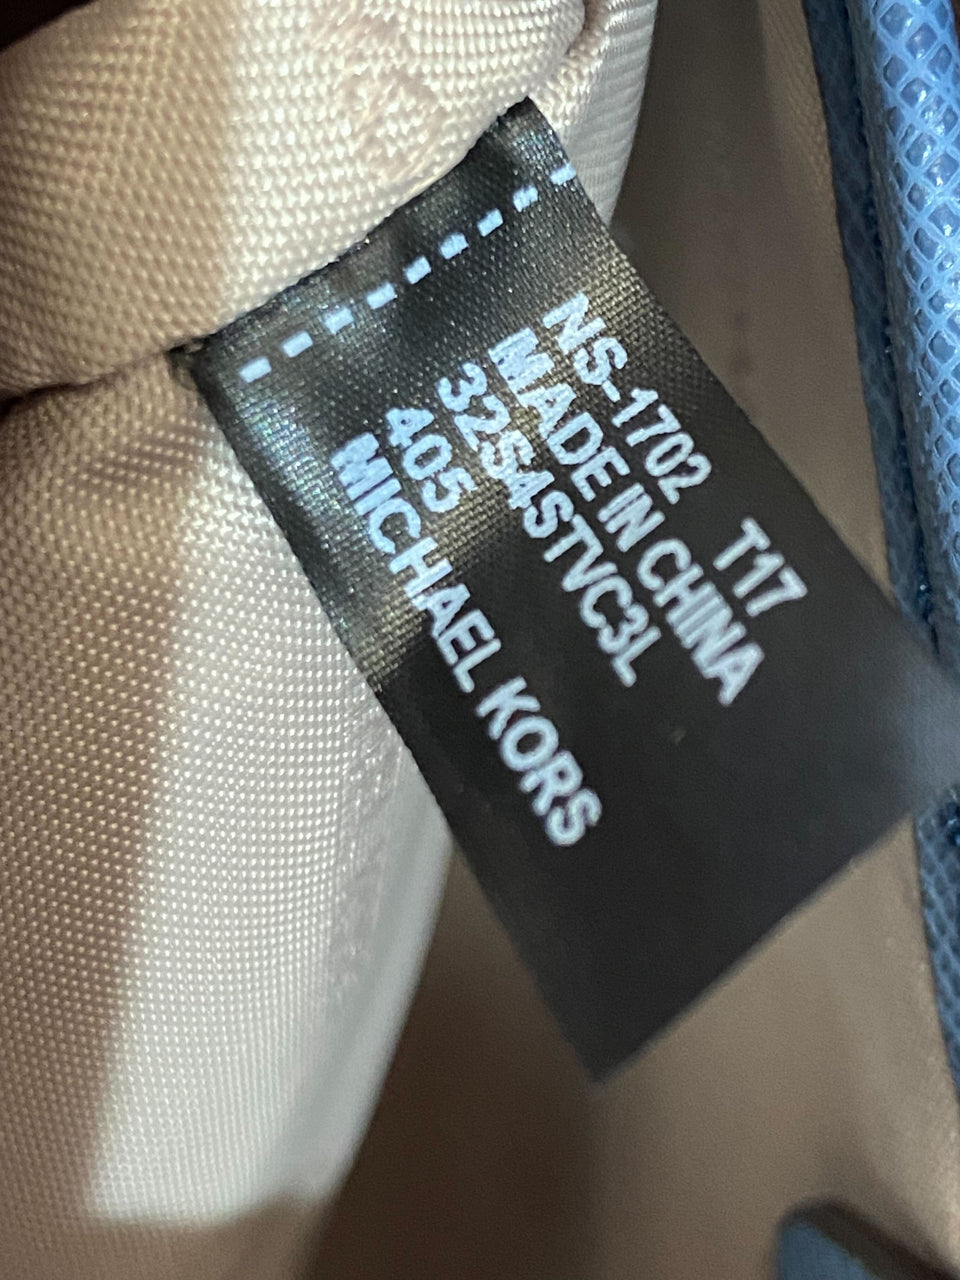 NS-1702 T17
MADE IN CHINA
32S4STVC3L
405
MICHAEL KORS